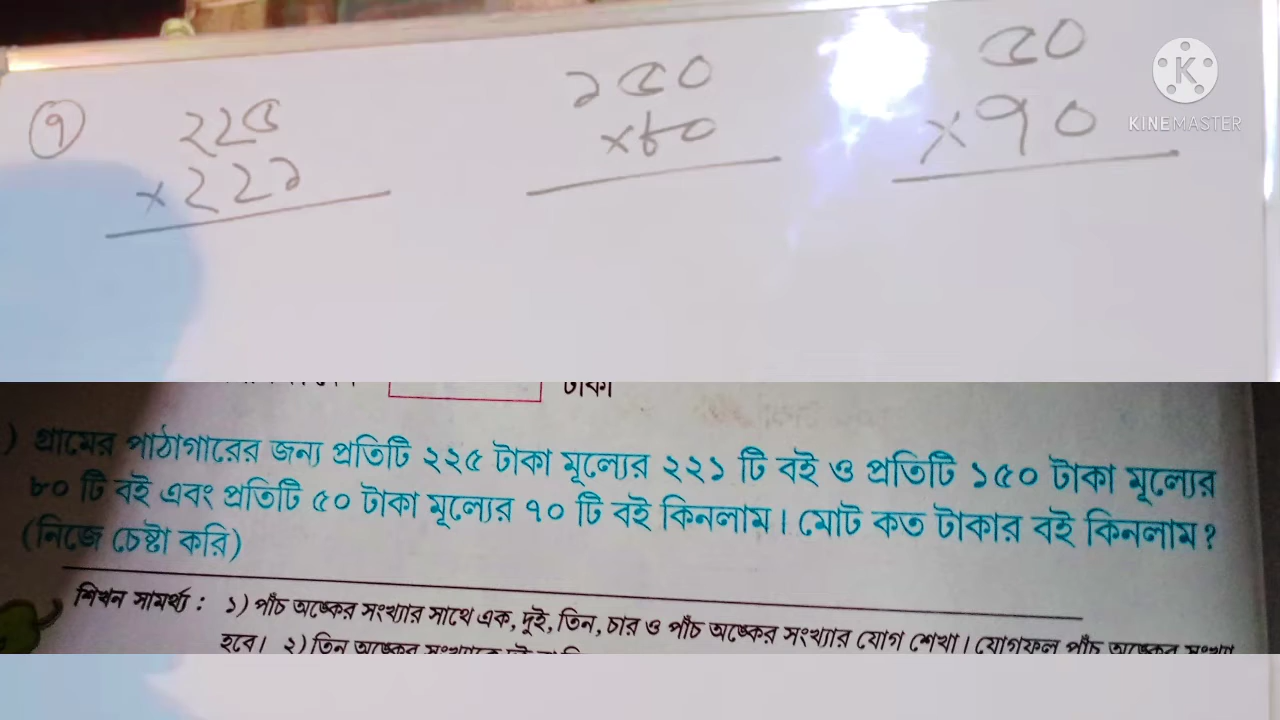 ৭
২২৫
×২২১
১৫০
×৮০
৫০
×৭০
KINEMASTER
টাকা
) গ্রামের পাঠাগারের জন্য প্রতিটি ২২৫ টাকা মূল্যের ২২১ টি বই ও প্রতিটি ১৫০ টাকা মূল্যের
৮০ টি বই এবং প্রতিটি ৫০ টাকা মূল্যের ৭০ টি বই কিনলাম। মোট কত টাকার বই কিনলাম?
(নিজে চেষ্টা করি)
শিখন সামর্থ্য : ১) পাঁচ অঙ্কের সংখ্যার সাথে এক, দুই, তিন, চার ও পাঁচ অঙ্কের সংখ্যার যোগ শেখা। যোগফল পাঁচ অঙ্কের সংখ্যা
হবে। ২) তিন অঙ্কের